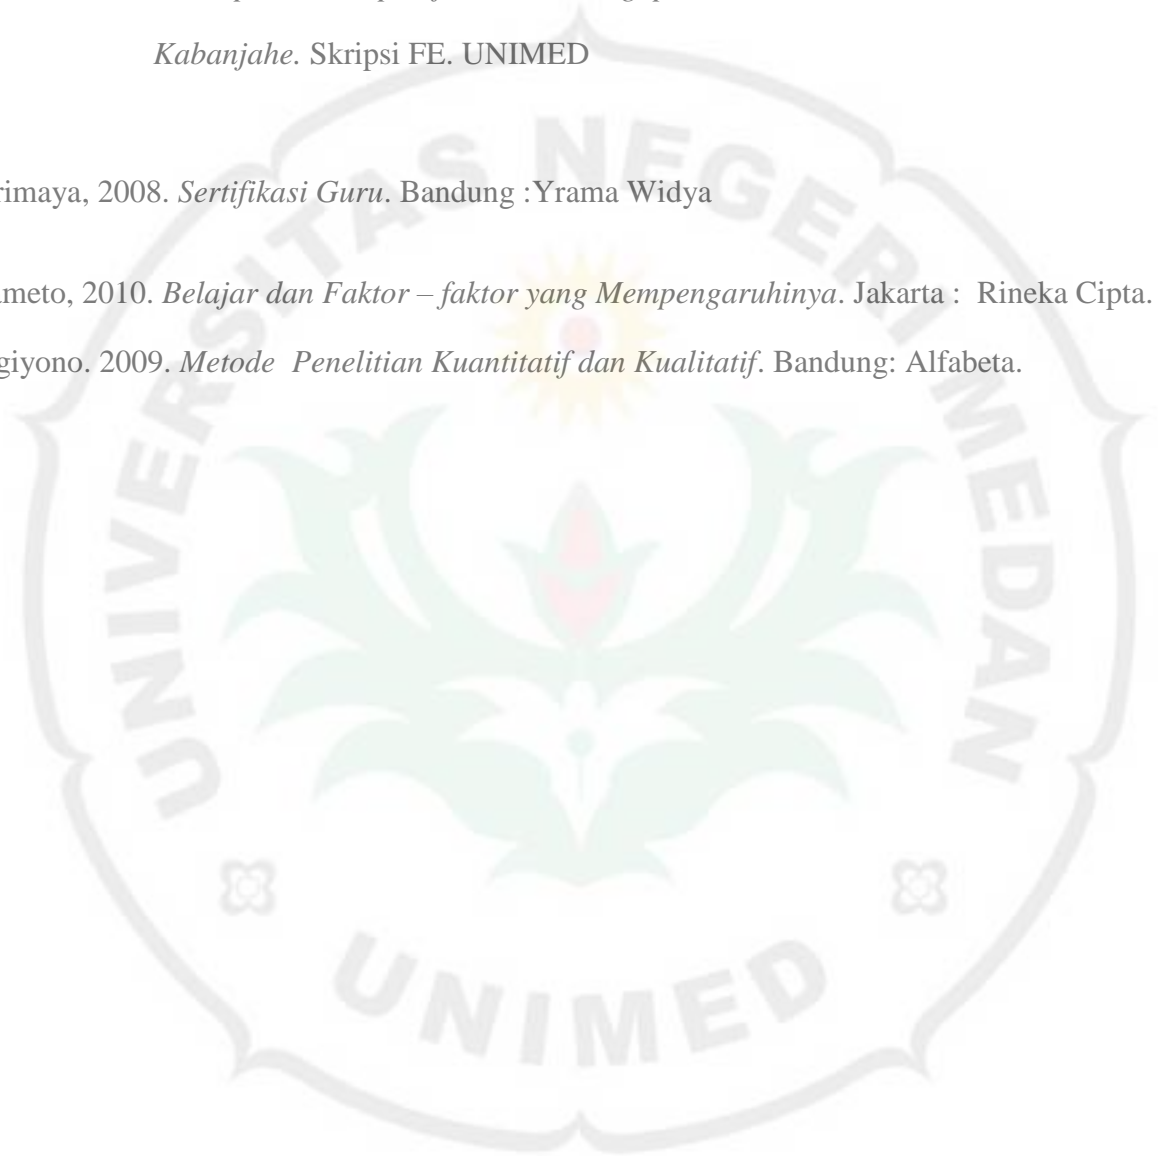 Kabanjahe. Skripsi FE. UNIMED
rimaya, 2008. Sertifikasi Guru. Bandung :Yrama Widya
meto, 2010. Belajar dan Faktor – faktor yang Mempengaruhinya. Jakarta : Rineka Cipta.
giyono. 2009. Metode Penelitian Kuantitatif dan Kualitatif. Bandung: Alfabeta.
UNIVERSITAS NEGERI MEDAN
UNIMED